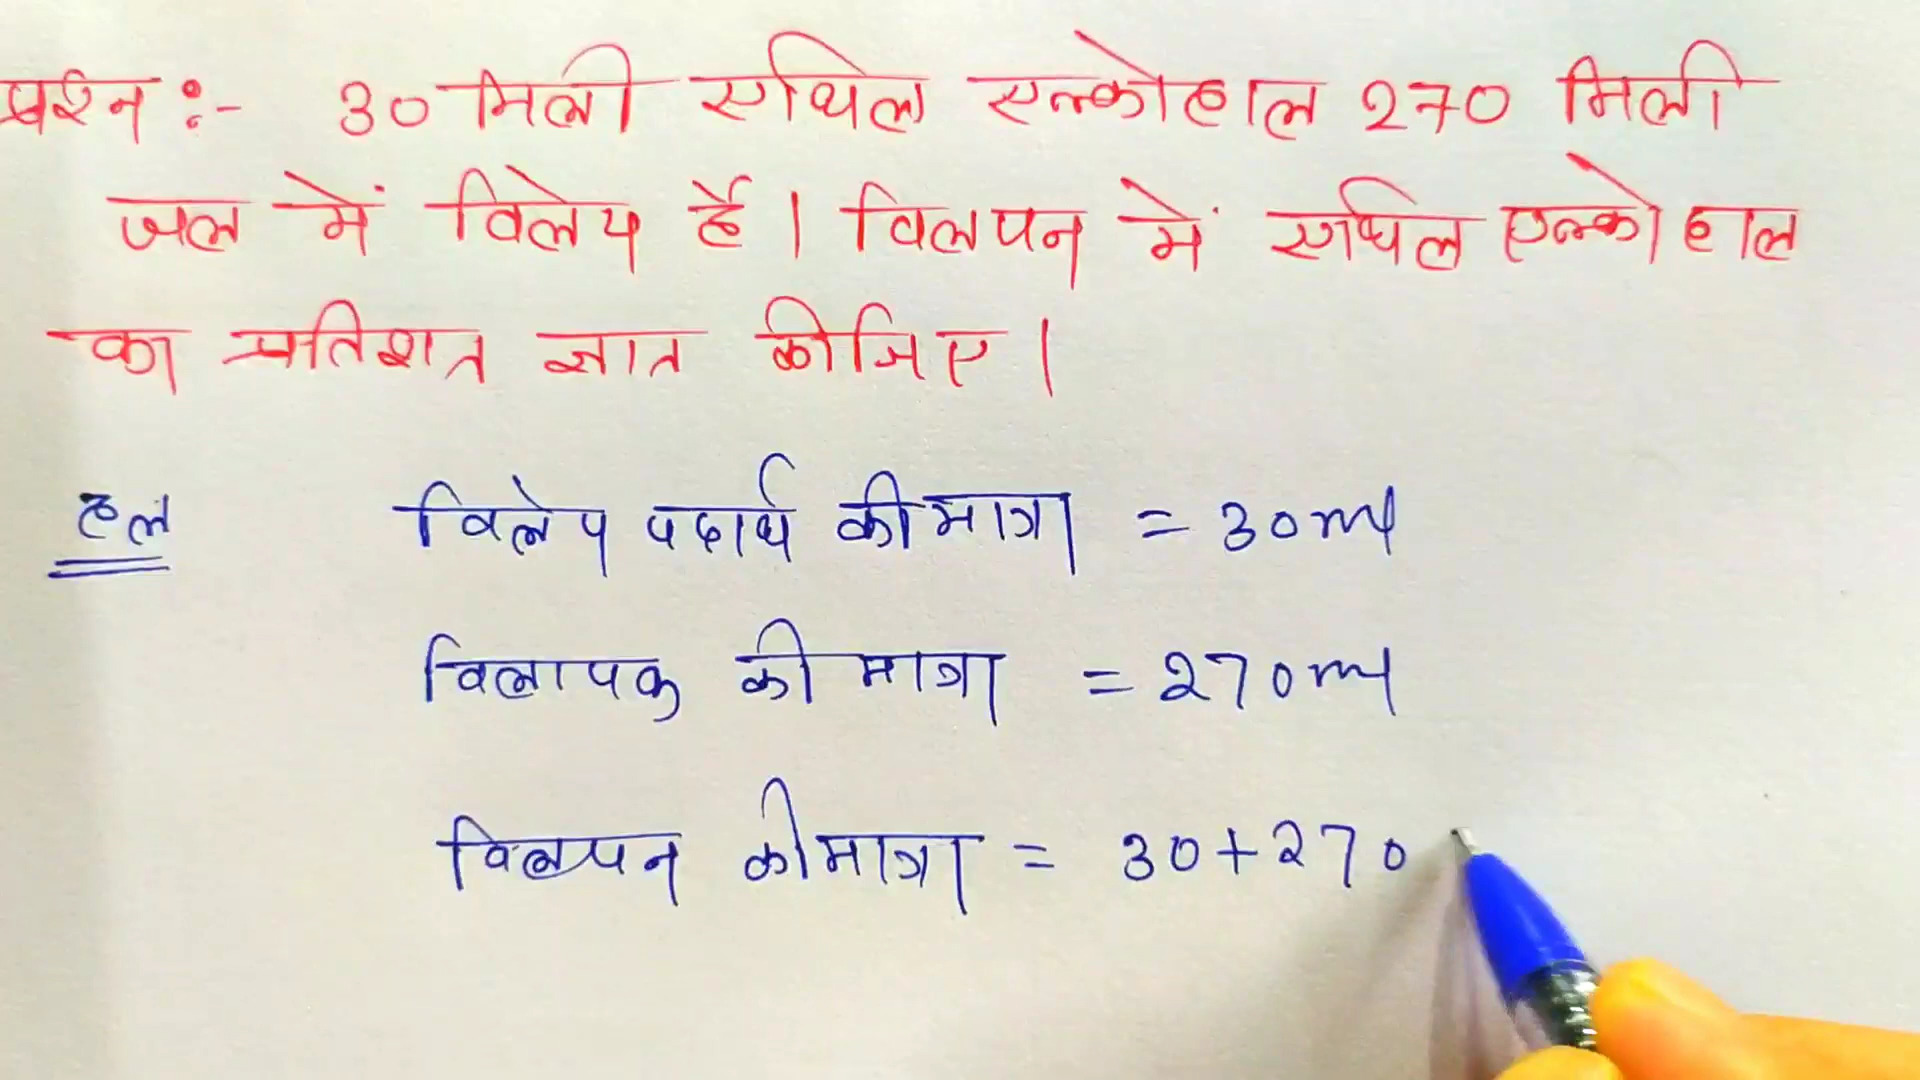 प्रश्न :- 30 मिली एथिल एल्कोहाल 270 मिली
जल में विलेय है। विलयन में एथिल एल्कोहाल
का प्रतिशत ज्ञात कीजिए।
हल विलेय पदार्थ की मात्रा = 30ml
विलायक की मात्रा = 270ml
विलयन की मात्रा = 30+270